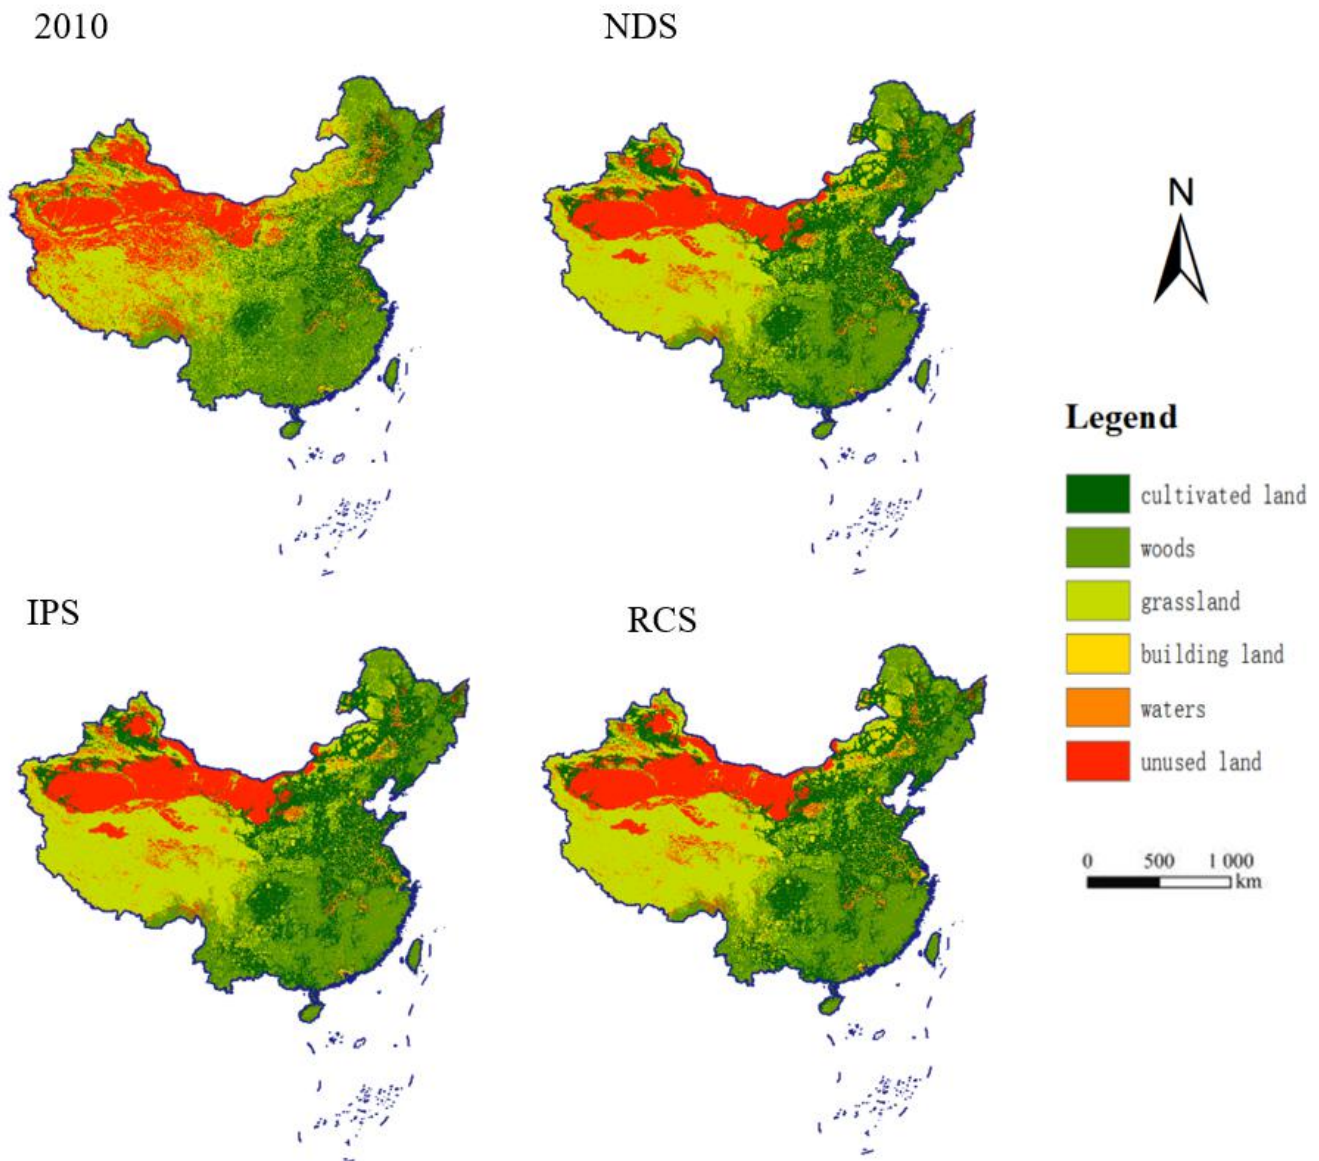 2010
NDS
N
Legend
cultivated land
woods
grassland
building land
waters
unused land
0 500 1 000
km
IPS
RCS